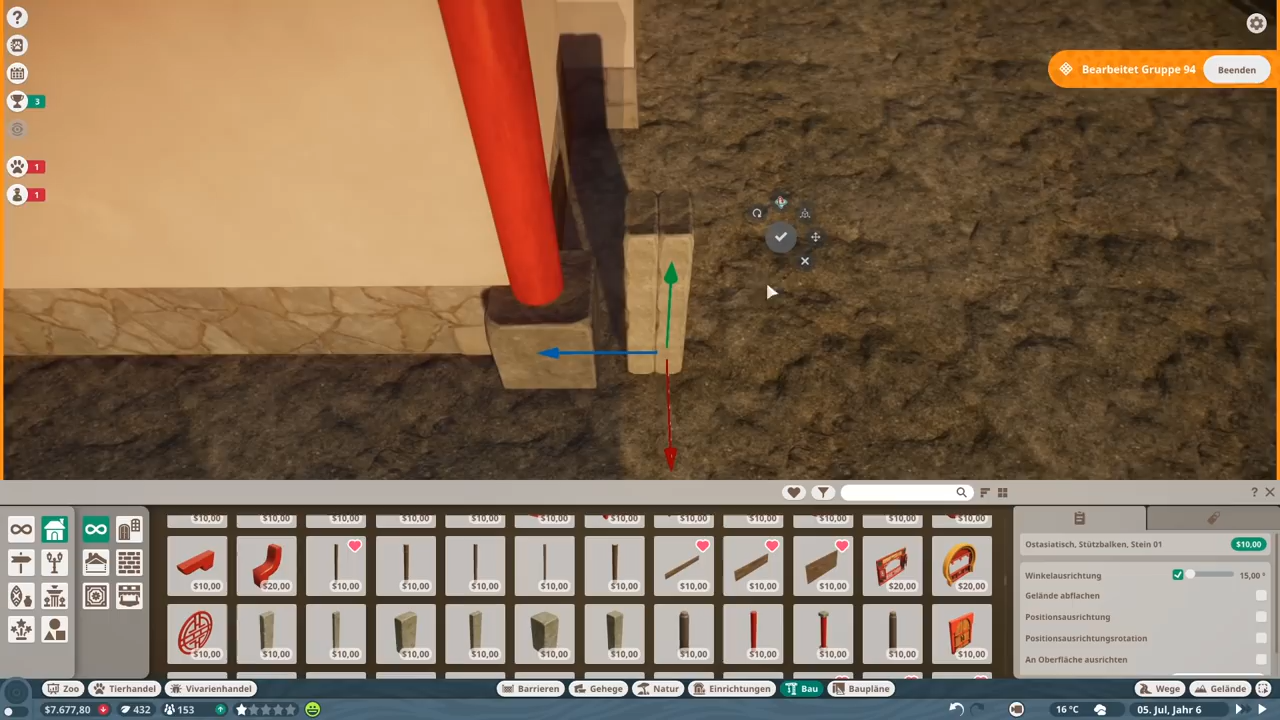 ?
3
1
1
Bearbeitet Gruppe 94
Beenden
?
$10,00 $10,00 $10,00 $10,00 $10,00 $10,00 $10,00 $10,00 $10,00 $10,00 $10,00 $10,00
$10,00 $20,00 $10,00 $10,00 $10,00 $10,00 $10,00 $10,00 $10,00 $10,00 $20,00 $20,00
$10,00 $10,00 $10,00 $10,00 $10,00 $10,00 $10,00 $10,00 $10,00 $10,00 $10,00 $10,00
Ostasiatisch, Stützbalken, Stein 01 $10,00
Winkelausrichtung 15,00 °
Gelände abflachen
Positionsausrichtung
Positionsausrichtungsrotation
An Oberfläche ausrichten
Zoo Tierhandel Vivarienhandel Barrieren Gehege Natur Einrichtungen Bau Baupläne Wege Gelände
$7.677,80 432 153 16 °C 05. Jul, Jahr 6